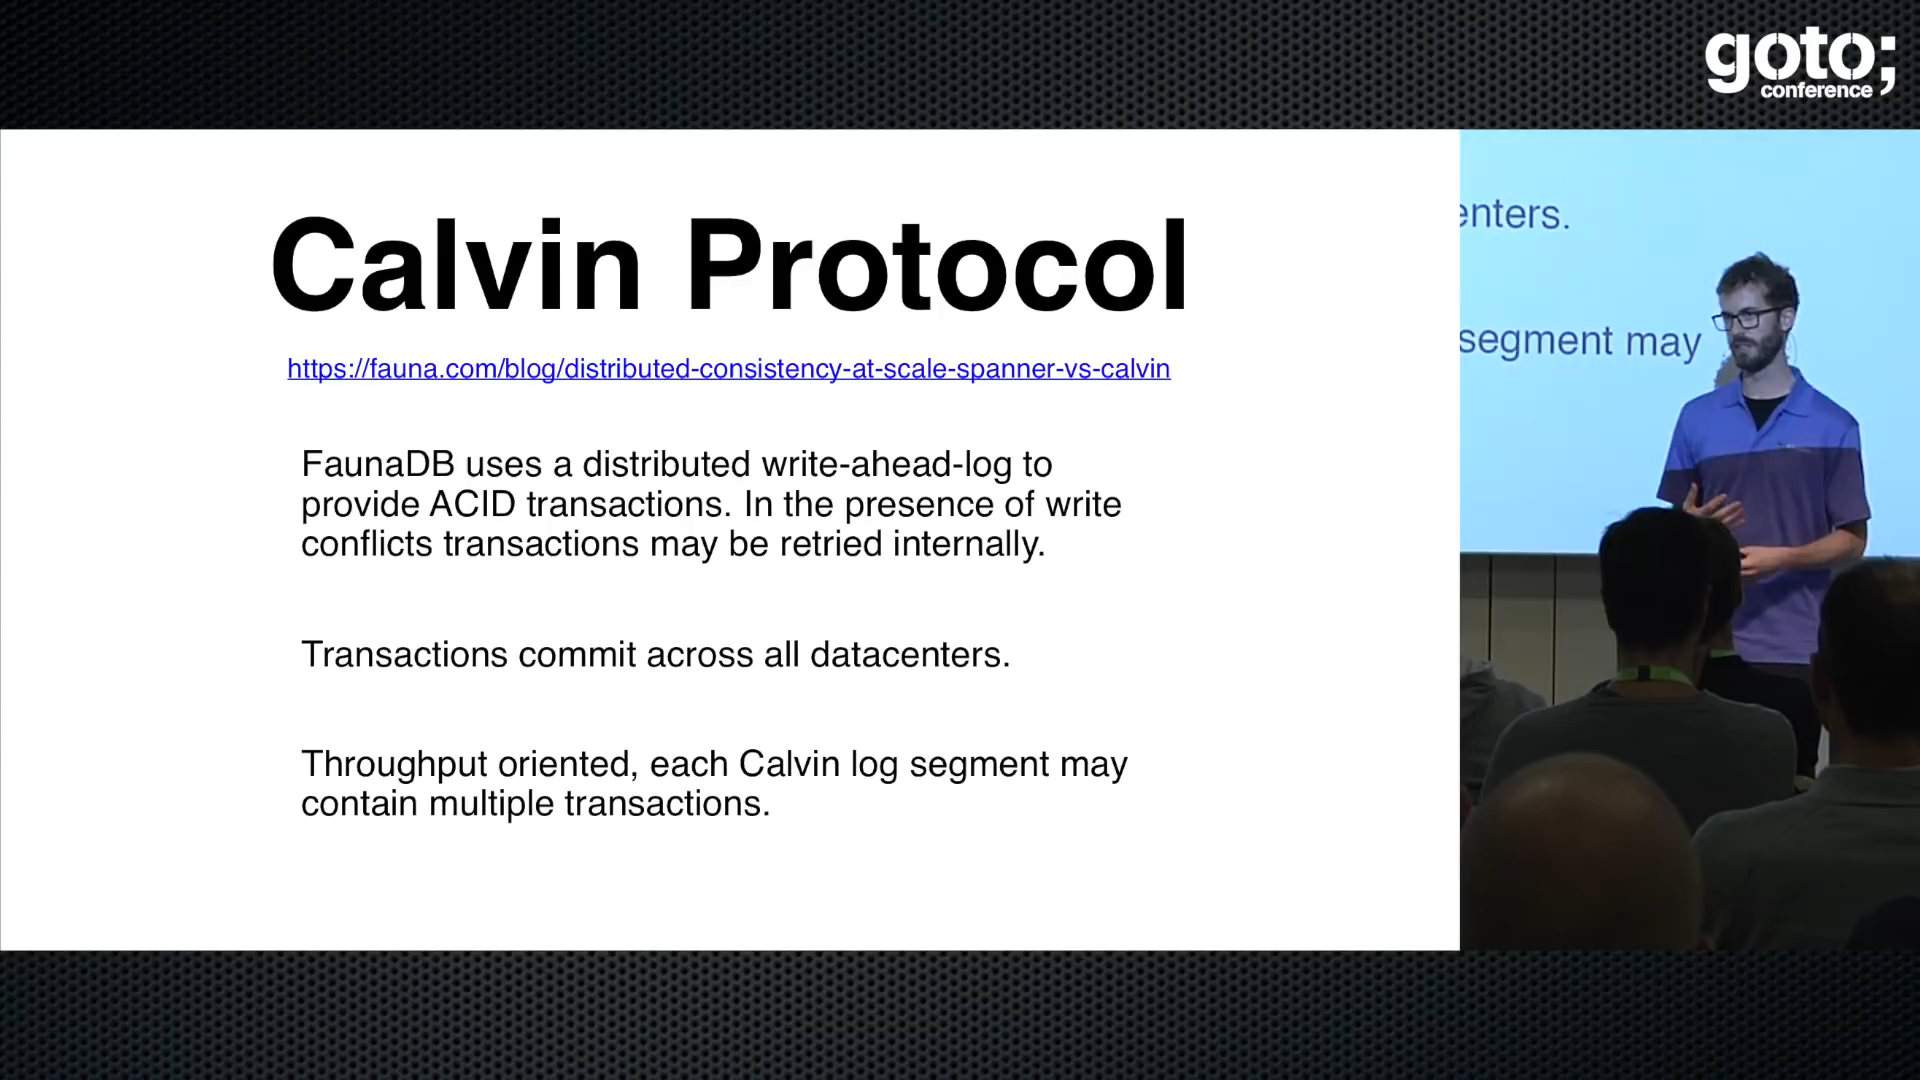 goto;
conference
Calvin Protocol
https://fauna.com/blog/distributed-consistency-at-scale-spanner-vs-calvin
FaunaDB uses a distributed write-ahead-log to
provide ACID transactions. In the presence of write
conflicts transactions may be retried internally.
Transactions commit across all datacenters.
Throughput oriented, each Calvin log segment may
contain multiple transactions.
enters.
segment may